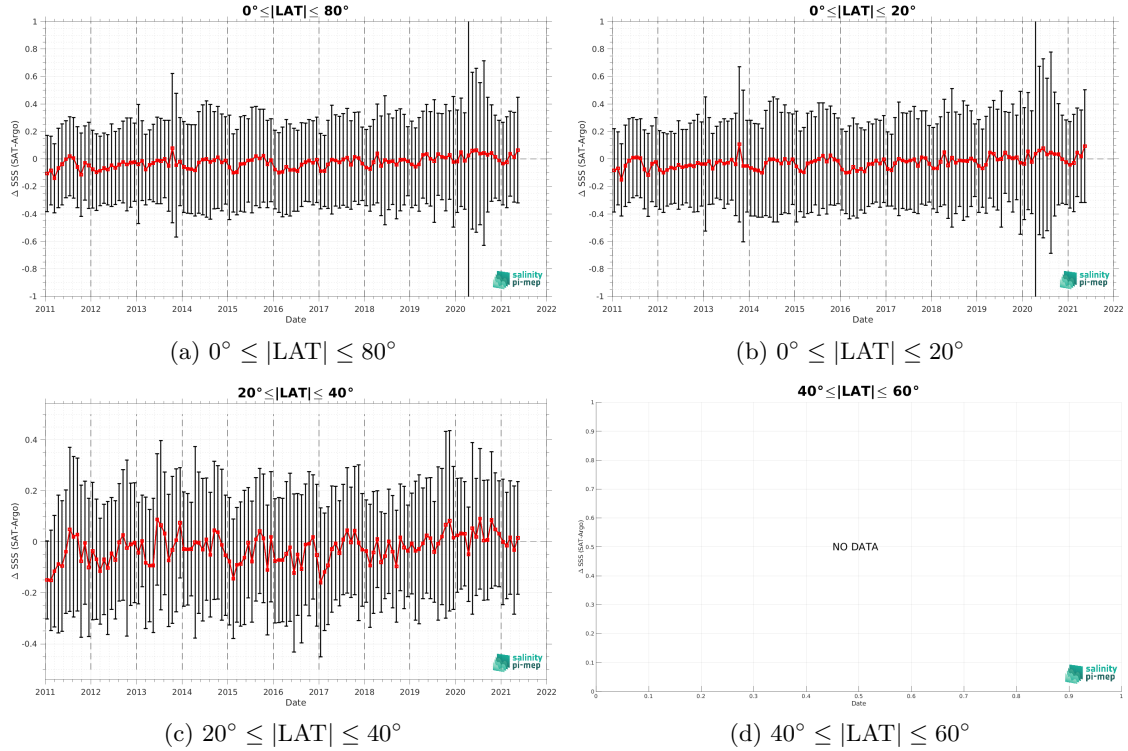 0°≤|LAT|≤ 80°
Δ SSS (SAT-Argo)
1
0.8
0.6
0.4
0.2
0
-0.2
-0.4
-0.6
-0.8
-1
salinity
pi-mep
2011 2012 2013 2014 2015 2016 2017 2018 2019 2020 2021 2022
Date
(a) 0° ≤ |LAT| ≤ 80°
0°≤|LAT|≤ 20°
Δ SSS (SAT-Argo)
1
0.8
0.6
0.4
0.2
0
-0.2
-0.4
-0.6
-0.8
-1
salinity
pi-mep
2011 2012 2013 2014 2015 2016 2017 2018 2019 2020 2021 2022
Date
(b) 0° ≤ |LAT| ≤ 20°
20°≤|LAT|≤ 40°
Δ SSS (SAT-Argo)
0.4
0.2
0
-0.2
-0.4
salinity
pi-mep
2011 2012 2013 2014 2015 2016 2017 2018 2019 2020 2021 2022
Date
(c) 20° ≤ |LAT| ≤ 40°
40°≤|LAT|≤ 60°
Δ SSS (SAT-Argo)
1
0.9
0.8
0.7
0.6
0.5
0.4
0.3
0.2
0.1
0
NO DATA
salinity
pi-mep
0 0.1 0.2 0.3 0.4 0.5 0.6 0.7 0.8 0.9 1
Date
(d) 40° ≤ |LAT| ≤ 60°